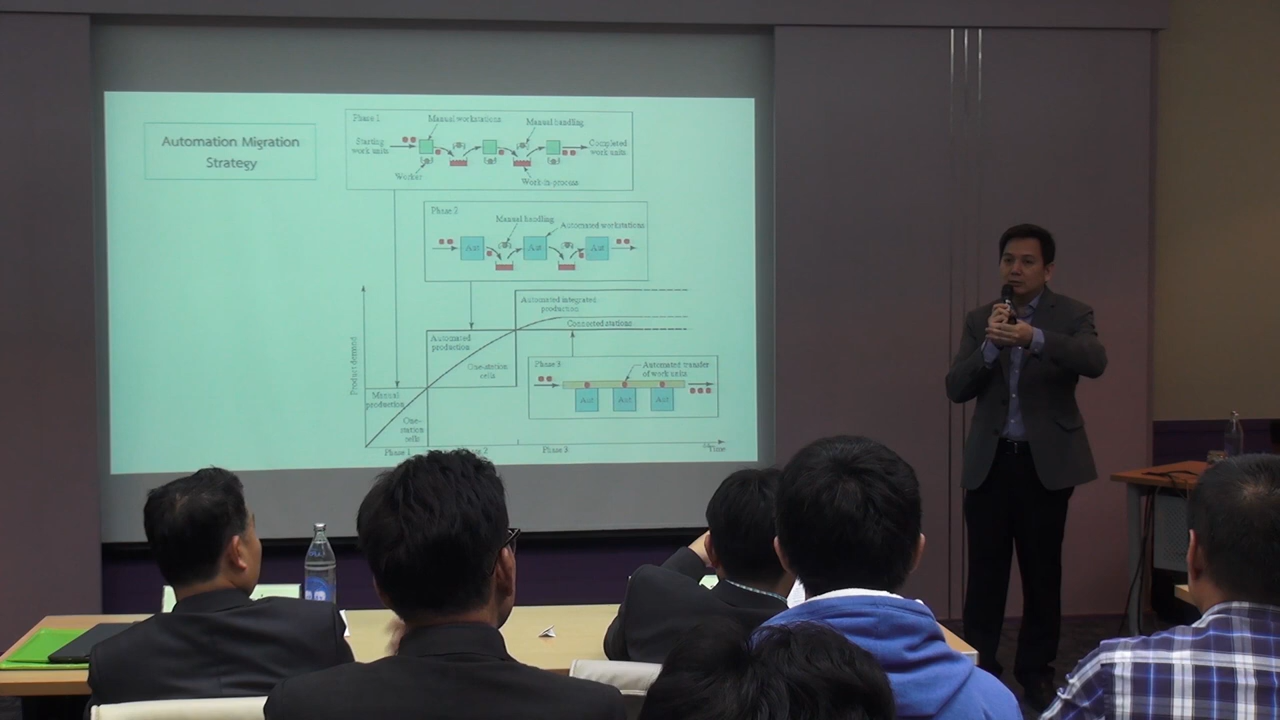 Automation Migration
Strategy
Phase 1
Manual workstations
Manual handling
Starting
work units
Completed
work units
Worker
Work-in-process
Phase 2
Manual handling
Automated workstations
Aut
Aut
Aut
Automated integrated
production
Connected stations
Automated
production
One-station
cells
Product demand
Phase 3
Automated transfer
of work units
Aut
Aut
Aut
Manual
production
One-
station
cells
Phase 1
Phase 3
Time